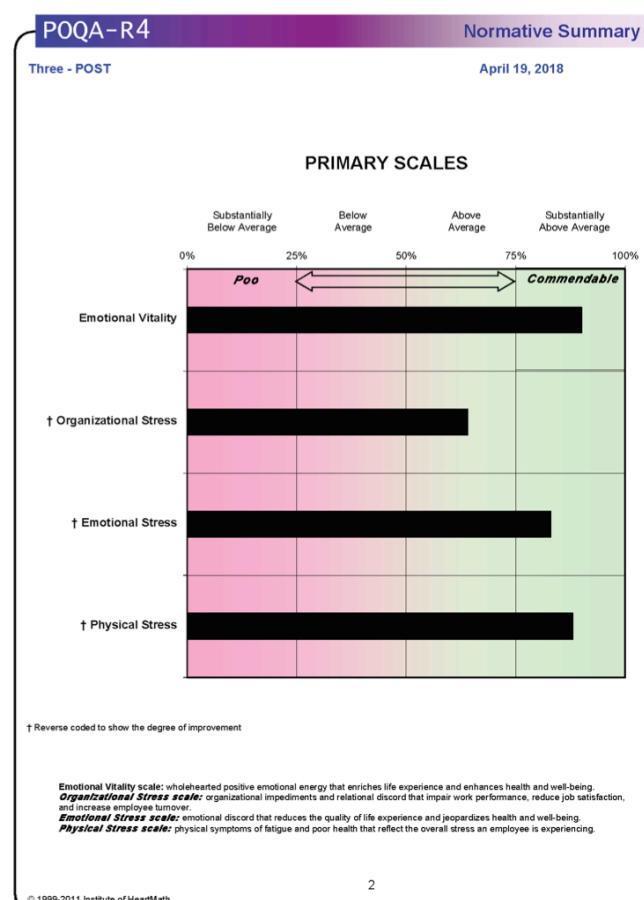 POQA-R4
Normative Summary
Three - POST
April 19, 2018
PRIMARY SCALES
Substantially Below Average
Below Average
Above Average
Substantially Above Average
0% 25% 50% 75% 100%
Poo
Commendable
Emotional Vitality
† Organizational Stress
† Emotional Stress
† Physical Stress
† Reverse coded to show the degree of improvement
Emotional Vitality scale: wholehearted positive emotional energy that enriches life experience and enhances health and well-being.
Organizational Stress scale: organizational impediments and relational discord that impair work performance, reduce job satisfaction,
and increase employee turnover.
Emotional Stress scale: emotional discord that reduces the quality of life experience and jeopardizes health and well-being.
Physical Stress scale: physical symptoms of fatigue and poor health that reflect the overall stress an employee is experiencing.
2
© 1999-2011 Institute of HeartMath